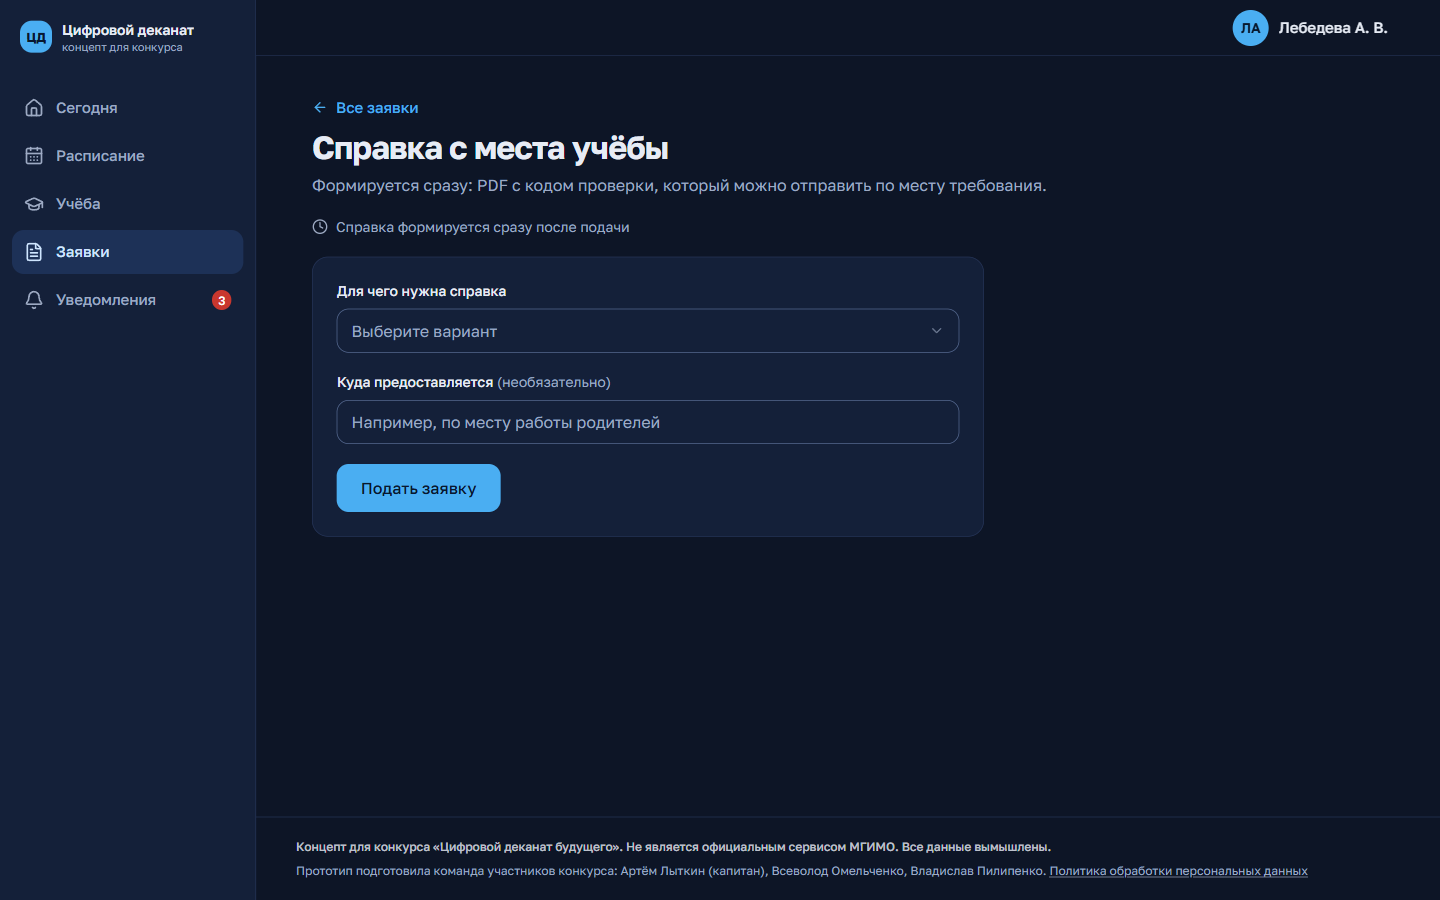 ЦД
Цифровой деканат
концепт для конкурса
Сегодня
Расписание
Учёба
Заявки
Уведомления 3
ЛА Лебедева А. В.
Все заявки
Справка с места учёбы
Формируется сразу: PDF с кодом проверки, который можно отправить по месту требования.
Справка формируется сразу после подачи
Для чего нужна справка
Выберите вариант
Куда предоставляется (необязательно)
Например, по месту работы родителей
Подать заявку
Концепт для конкурса «Цифровой деканат будущего». Не является официальным сервисом МГИМО. Все данные вымышлены.
Прототип подготовила команда участников конкурса: Артём Лыткин (капитан), Всеволод Омельченко, Владислав Пилипенко. Политика обработки персональных данных